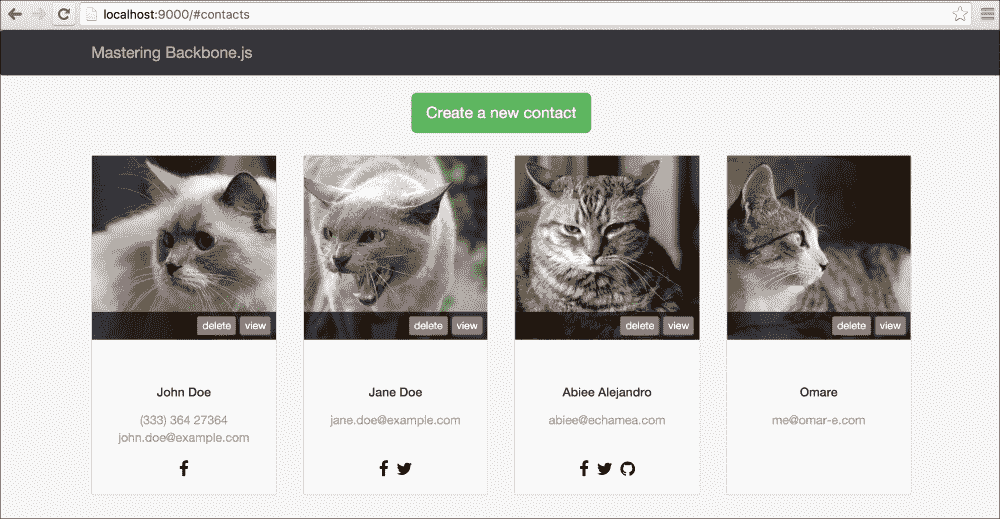 localhost:9000/#contacts
Mastering Backbone.js
Create a new contact
delete view
delete view
delete view
delete view
John Doe
(333) 364 27364
john.doe@example.com
Jane Doe
jane.doe@example.com
Abiee Alejandro
abiee@echamea.com
Omare
me@omar-e.com